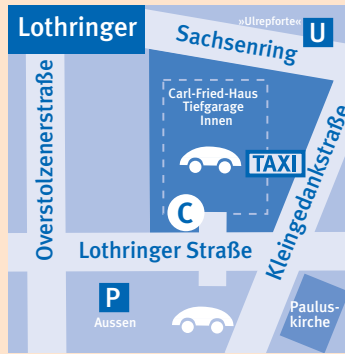 Lothringer
»Ulrepforte«
U
Sachsenring
Carl-Fried-Haus
Tiefgarage
Innen
TAXI
Overstolzenerstraße
Kleingedankstraße
C
Lothringer Straße
P
Aussen
Paulus-
kirche